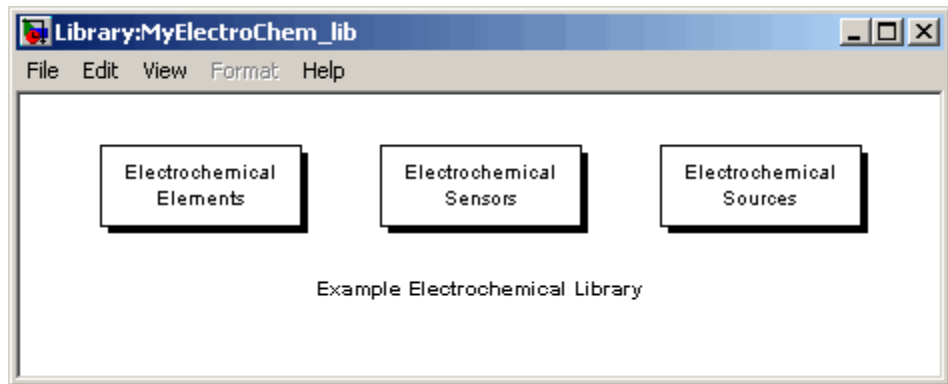 Library:MyElectroChem_lib
File Edit View Format Help
Electrochemical Elements
Electrochemical Sensors
Electrochemical Sources
Example Electrochemical Library